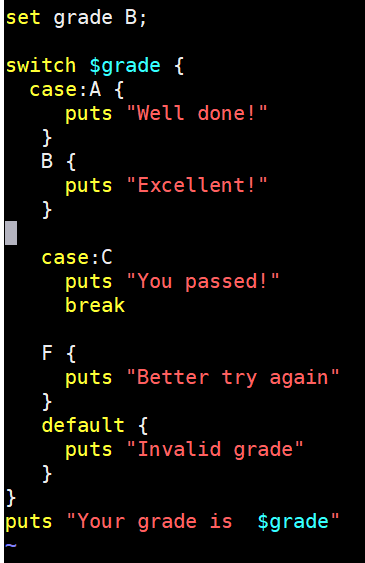 set grade B;
switch $grade {
  case:A {
     puts "Well done!"
   }
   B {
     puts "Excellent!"
   }
   case:C
     puts "You passed!"
     break
   F {
     puts "Better try again"
   }
   default {
     puts "Invalid grade"
   }
}
puts "Your grade is  $grade"
~